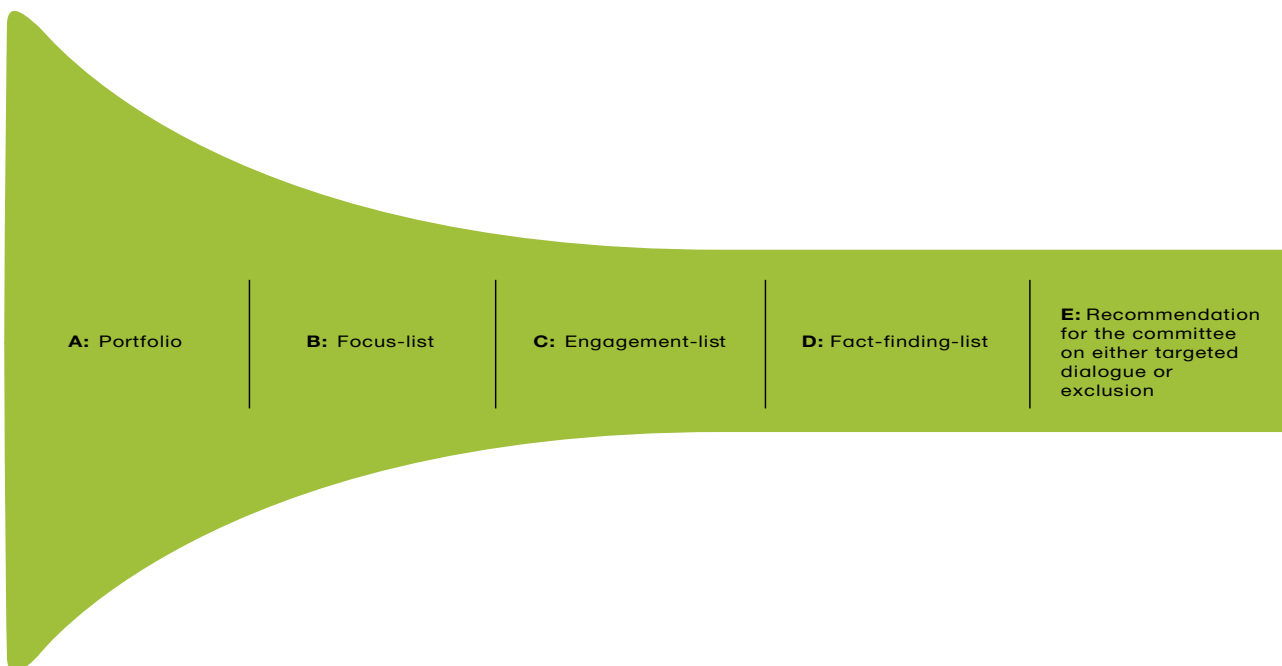 A: Portfolio
B: Focus-list
C: Engagement-list
D: Fact-finding-list
E: Recommendation
for the committee
on either targeted
dialogue or
exclusion